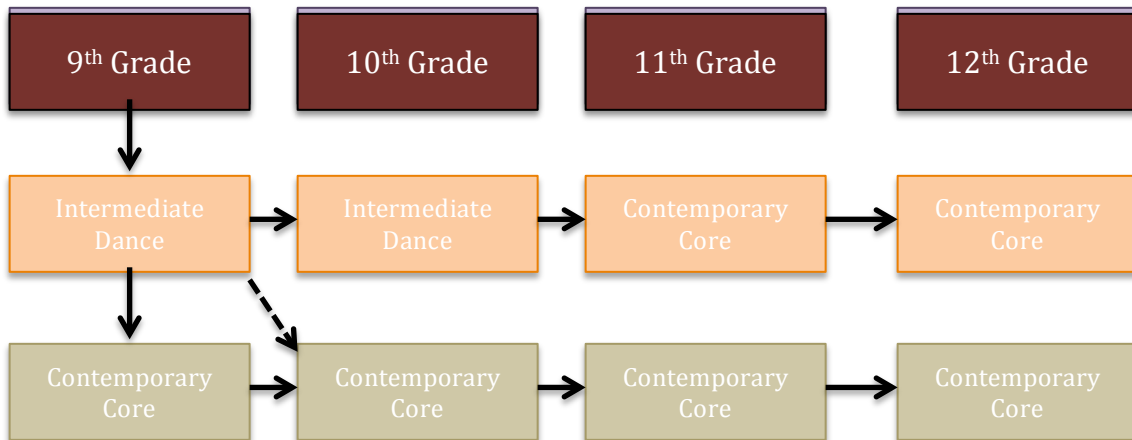 9th Grade
10th Grade
11th Grade
12th Grade
Intermediate
Dance
Intermediate
Dance
Contemporary
Core
Contemporary
Core
Contemporary
Core
Contemporary
Core
Contemporary
Core
Contemporary
Core